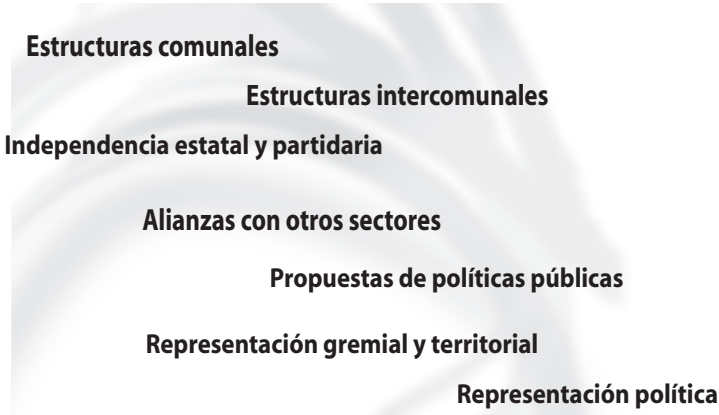 Estructuras comunales
Estructuras intercomunales
Independencia estatal y partidaria
Alianzas con otros sectores
Propuestas de políticas públicas
Representación gremial y territorial
Representación política